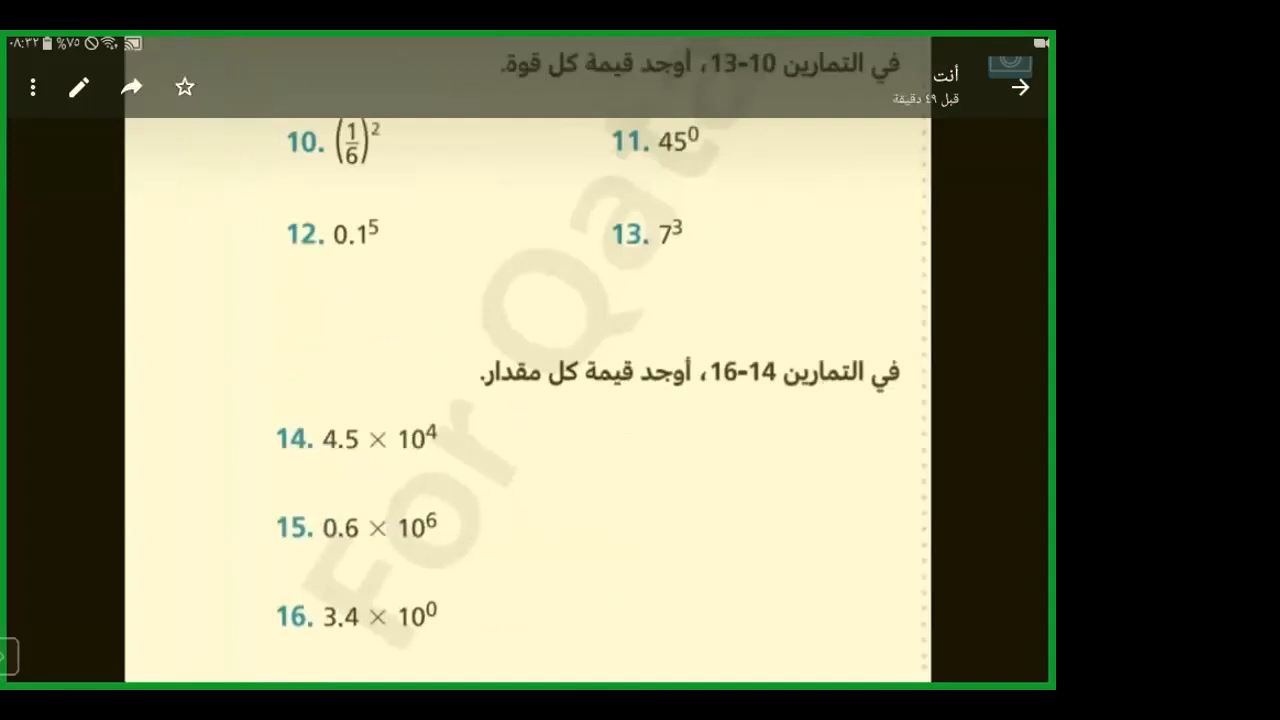 ٠٨:٣٢ %٧٥
في التمارين 10-13، أوجد قيمة كل قوة.
أنت
قبل ٤٩ دقيقة
10. (1/6)² 11. 45⁰
12. 0.1⁵ 13. 7³
في التمارين 14-16، أوجد قيمة كل مقدار.
14. 4.5 × 10⁴
15. 0.6 × 10⁶
16. 3.4 × 10⁰
For Qata